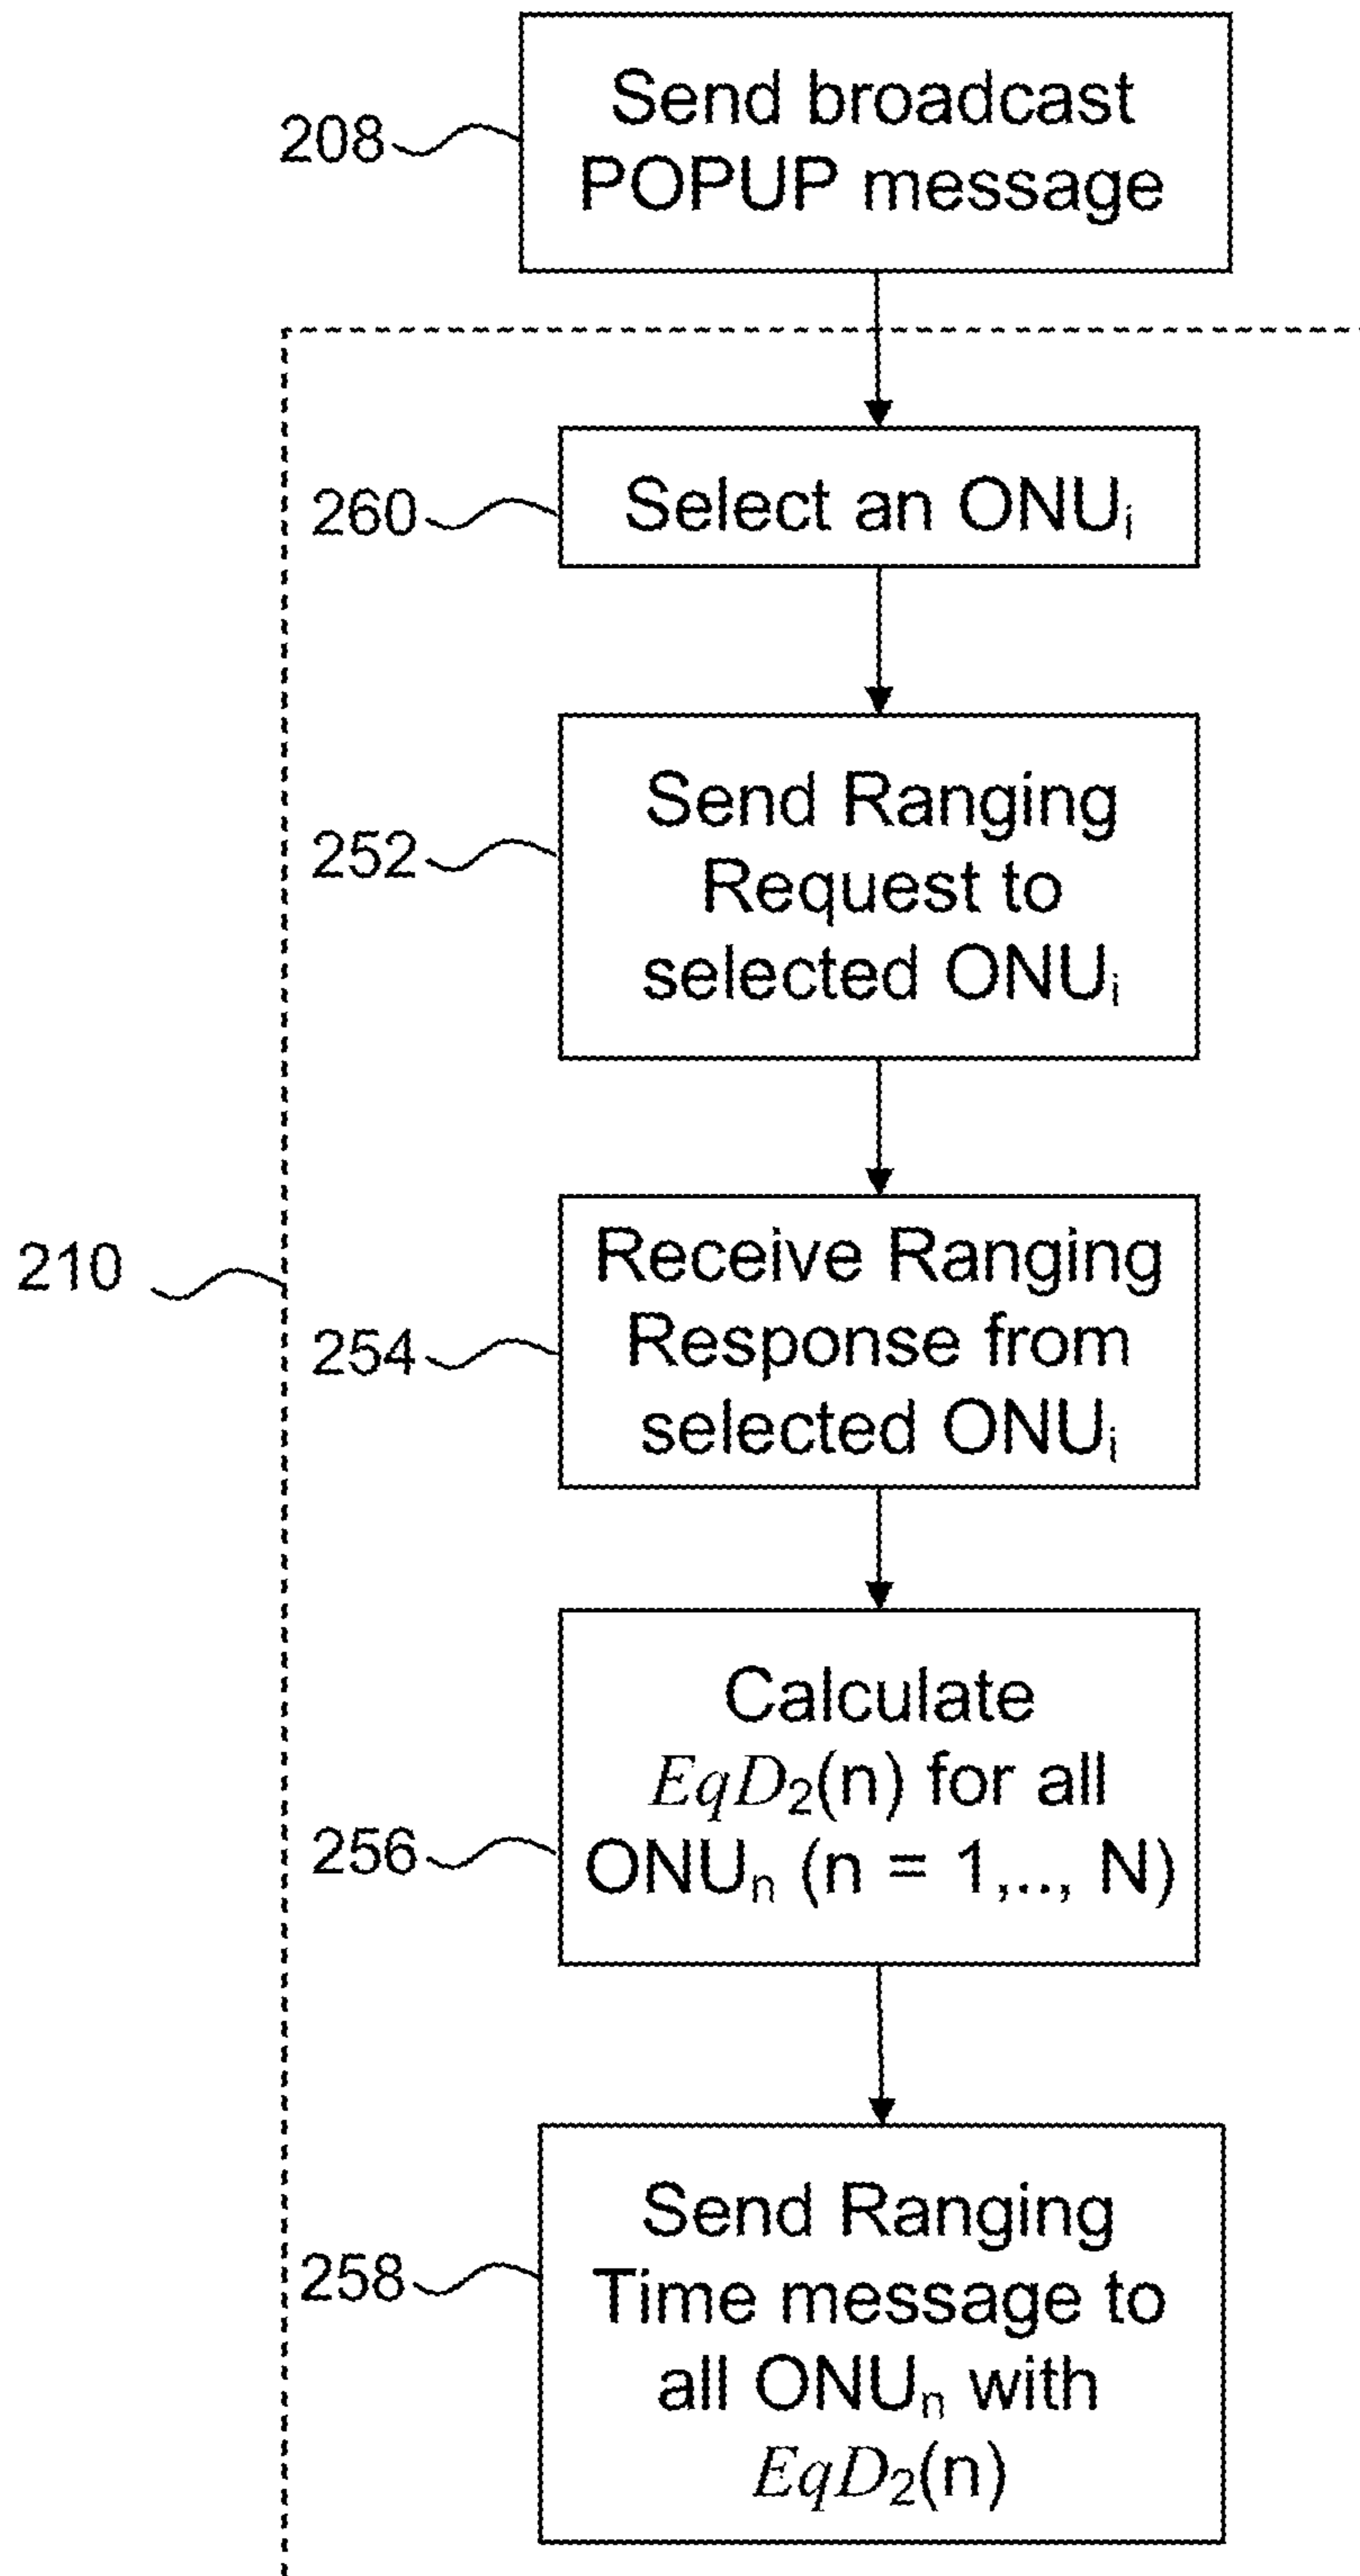 208
Send broadcast
POPUP message
260
Select an ONUᵢ
252
Send Ranging
Request to
selected ONUᵢ
210
254
Receive Ranging
Response from
selected ONUᵢ
256
Calculate
EqD₂(n) for all
ONUₙ (n = 1,.., N)
258
Send Ranging
Time message to
all ONUₙ with
EqD₂(n)